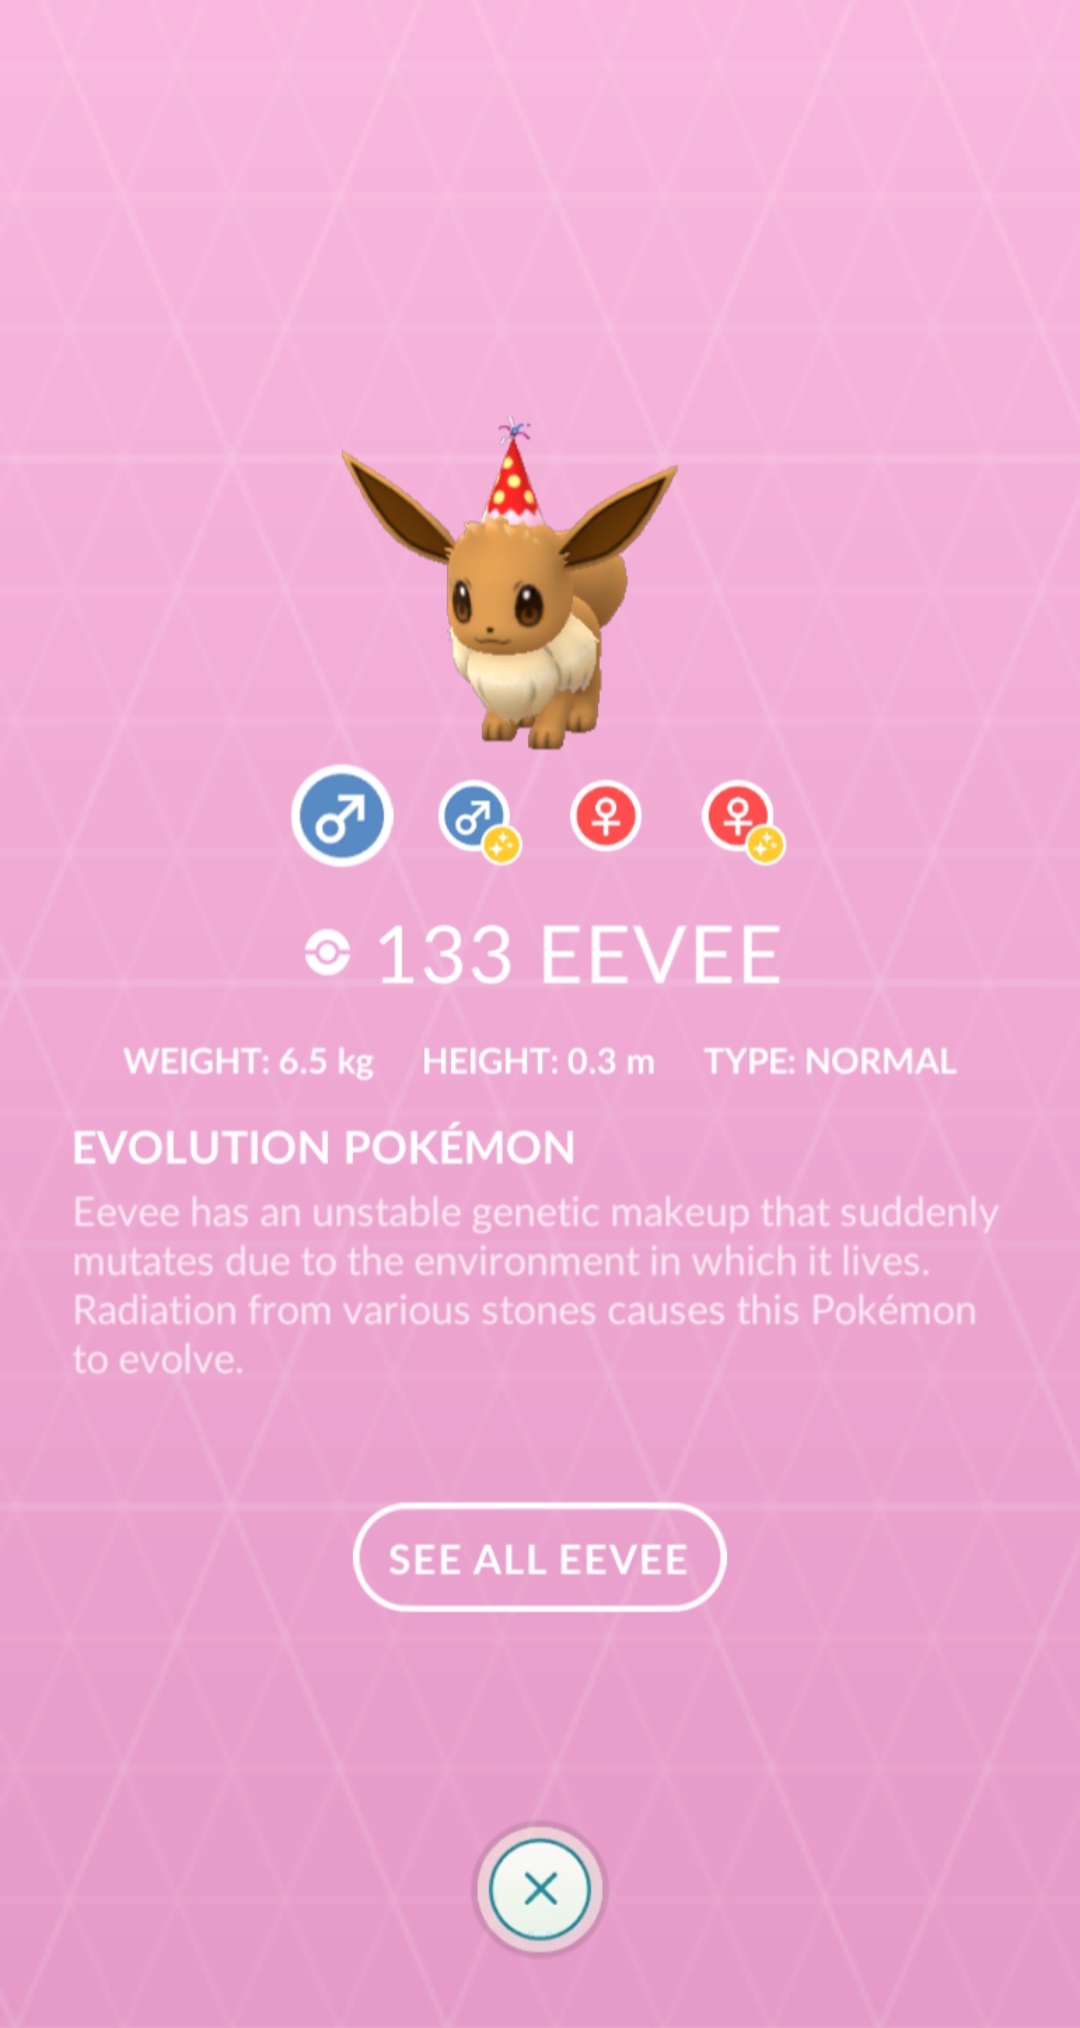 133 EEVEE
WEIGHT: 6.5 kg HEIGHT: 0.3 m TYPE: NORMAL
EVOLUTION POKÉMON
Eevee has an unstable genetic makeup that suddenly
mutates due to the environment in which it lives.
Radiation from various stones causes this Pokémon
to evolve.
SEE ALL EEVEE